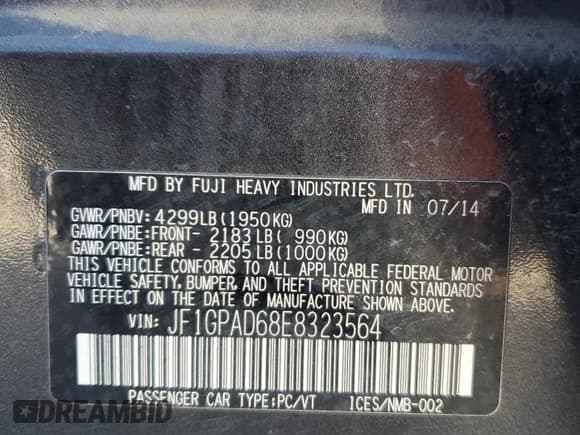 MFD BY FUJI HEAVY INDUSTRIES LTD.
MFD IN 07/14
GVWR/PNBV: 4299LB(1950KG)
GAWR/PNBE:FRONT- 2183LB( 990KG)
GAWR/PNBE:REAR - 2205LB(1000KG)
THIS VEHICLE CONFORMS TO ALL APPLICABLE FEDERAL MOTOR
VEHICLE SAFETY, BUMPER, AND THEFT PREVENTION STANDARDS
IN EFFECT ON THE DATE OF MANUFACTURE SHOWN ABOVE.
VIN: JF1GPAD68E8323564
PASSENGER CAR TYPE:PC/VT ICES/NMB-002
DREAMBID